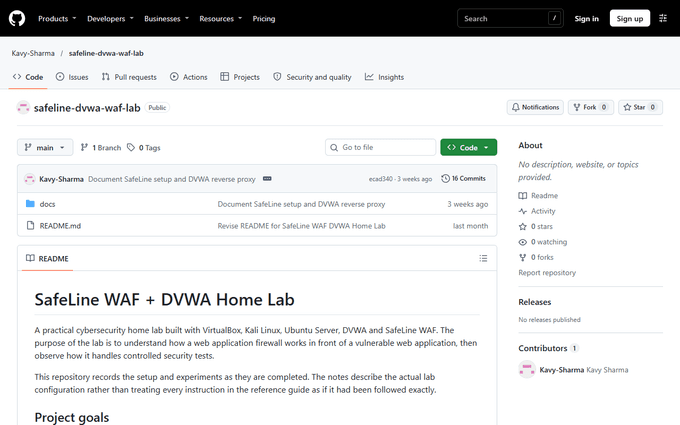 Products Developers Businesses Resources Pricing Search / Sign in Sign up
Kavy-Sharma / safeline-dvwa-waf-lab
Code Issues Pull requests Actions Projects Security and quality Insights
safeline-dvwa-waf-lab Public Notifications Fork 0 Star 0
main 1 Branch 0 Tags Go to file Code
Kavy-Sharma Document SafeLine setup and DVWA reverse proxy ecad340 · 3 weeks ago 16 Commits
docs Document SafeLine setup and DVWA reverse proxy 3 weeks ago
README.md Revise README for SafeLine WAF DVWA Home Lab last month
README
SafeLine WAF + DVWA Home Lab
A practical cybersecurity home lab built with VirtualBox, Kali Linux, Ubuntu Server, DVWA and SafeLine WAF. The
purpose of the lab is to understand how a web application firewall works in front of a vulnerable web application, then
observe how it handles controlled security tests.
This repository records the setup and experiments as they are completed. The notes describe the actual lab
configuration rather than treating every instruction in the reference guide as if it had been followed exactly.
Project goals
About
No description, website, or topics
provided.
Readme
Activity
0 stars
0 watching
0 forks
Report repository
Releases
No releases published
Contributors 1
Kavy-Sharma Kavy Sharma